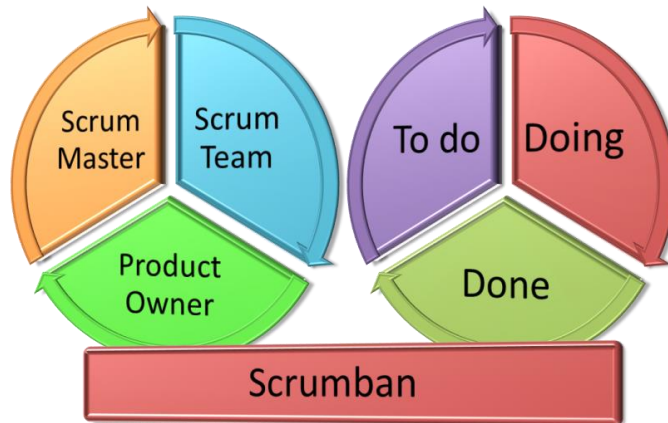 Scrum
Master
Scrum
Team
Product
Owner
To do
Doing
Done
Scrumban